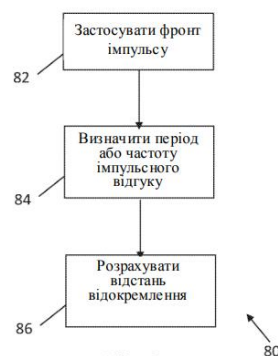 Застосувати фронт
імпульсу
82
Визначити період
або частоту
імпульсного
відгуку
84
Розрахувати
відстань
відокремлення
86
80